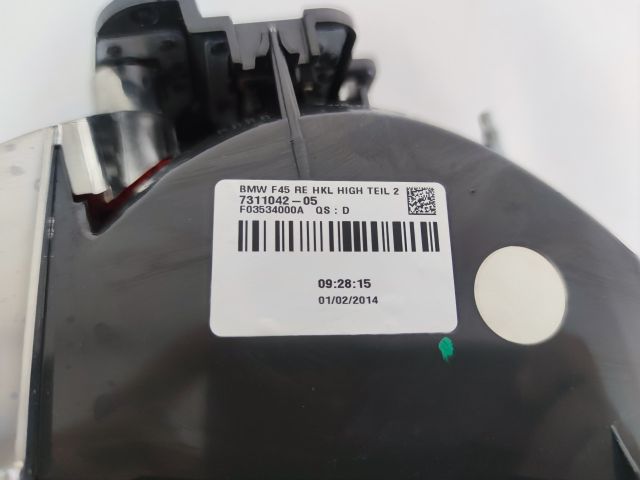 BMW F45 RE HKL HIGH TEIL 2
7311042-05
F03534000A QS : D
09:28:15
01/02/2014